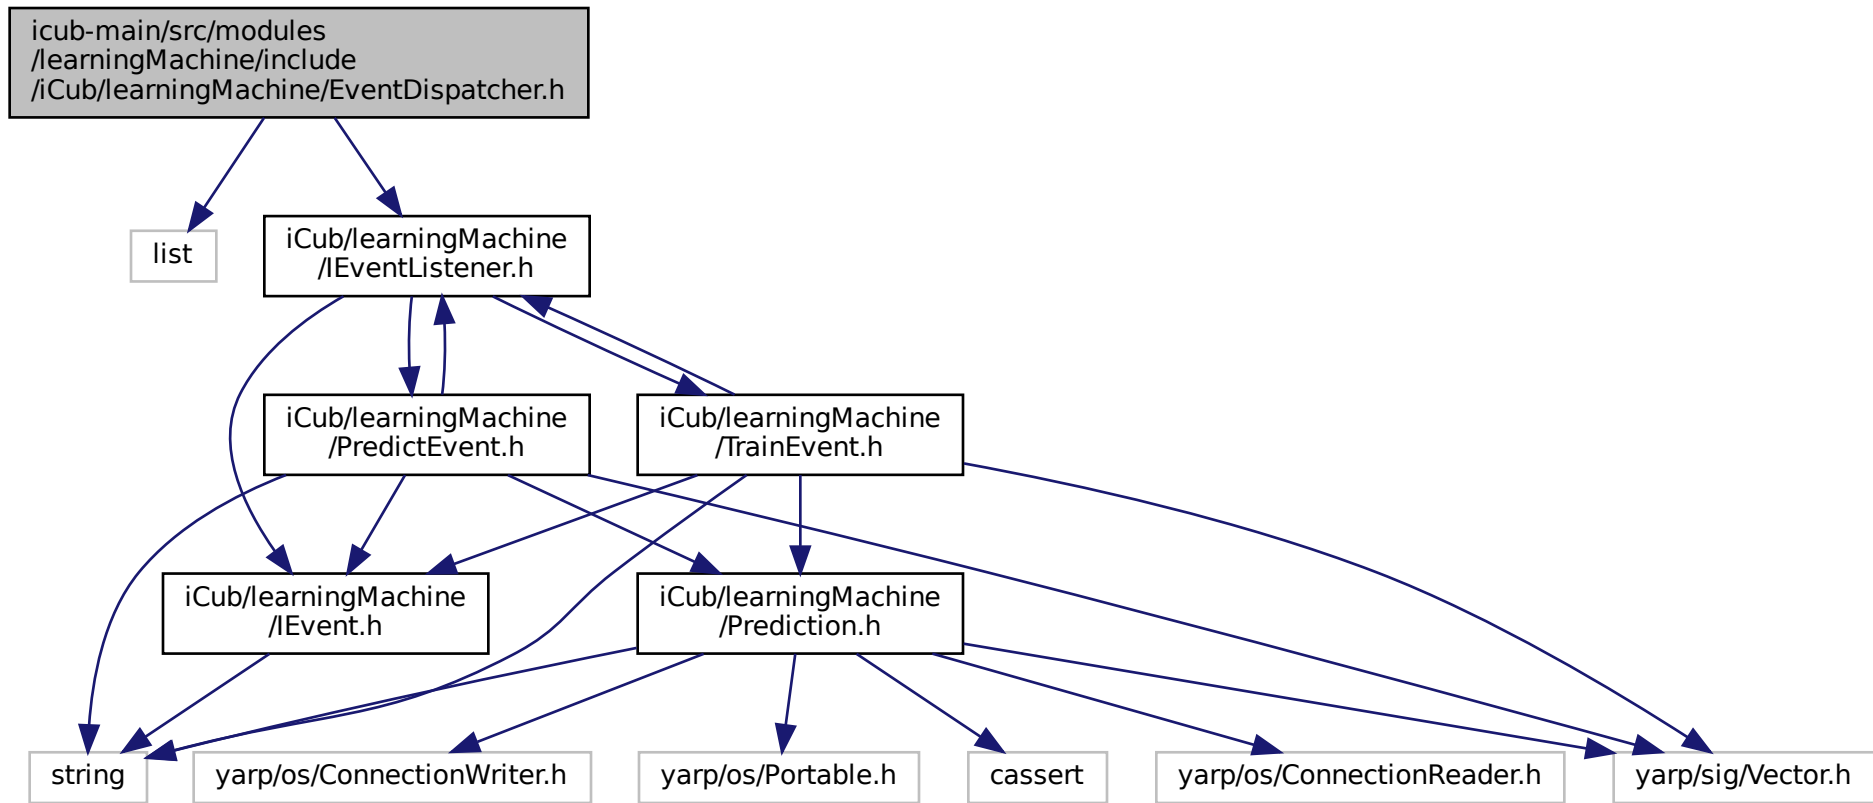 icub-main/src/modules
/learningMachine/include
/iCub/learningMachine/EventDispatcher.h
list
iCub/learningMachine
/IEventListener.h
iCub/learningMachine
/PredictEvent.h
iCub/learningMachine
/TrainEvent.h
iCub/learningMachine
/IEvent.h
iCub/learningMachine
/Prediction.h
string
yarp/os/ConnectionWriter.h
yarp/os/Portable.h
cassert
yarp/os/ConnectionReader.h
yarp/sig/Vector.h